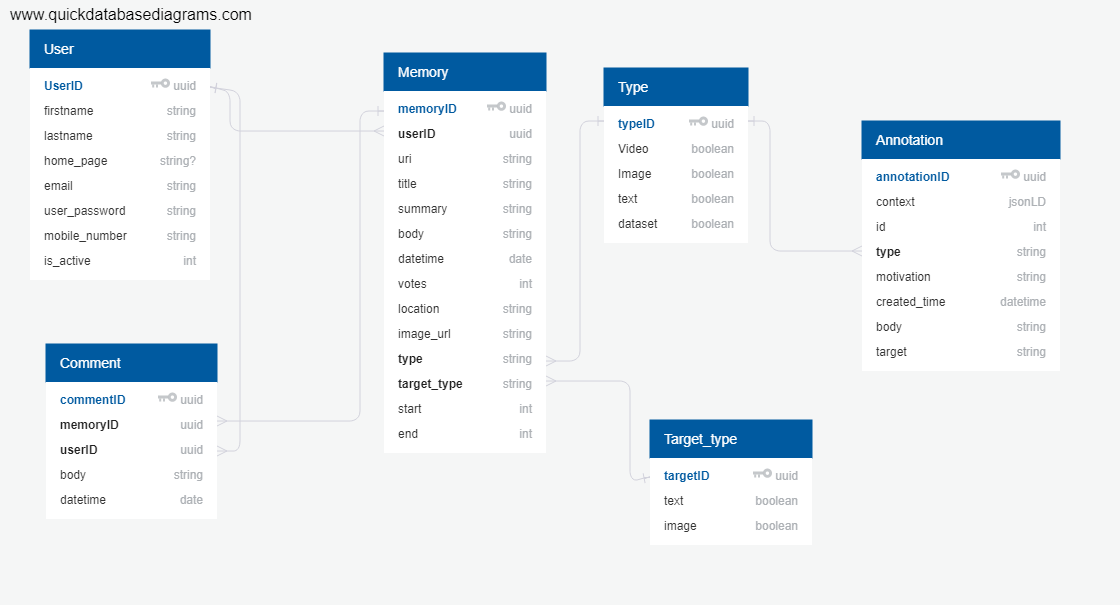 www.quickdatabasediagrams.com
User
UserID uuid
firstname string
lastname string
home_page string?
email string
user_password string
mobile_number string
is_active int
Memory
memoryID uuid
userID uuid
uri string
title string
summary string
body string
datetime date
votes int
location string
image_url string
type string
target_type string
start int
end int
Type
typeID uuid
Video boolean
Image boolean
text boolean
dataset boolean
Annotation
annotationID uuid
context jsonLD
id int
type string
motivation string
created_time datetime
body string
target string
Comment
commentID uuid
memoryID uuid
userID uuid
body string
datetime date
Target_type
targetID uuid
text boolean
image boolean